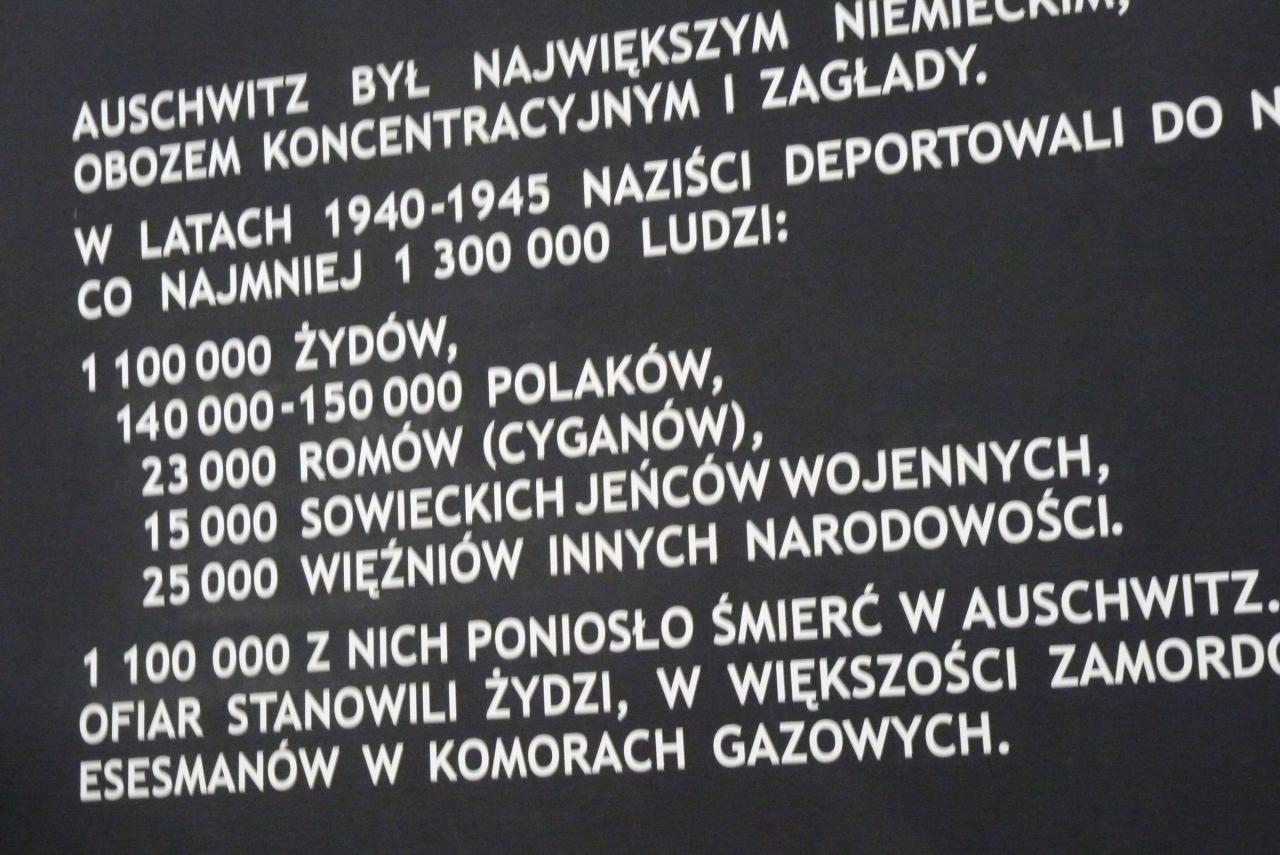 AUSCHWITZ BYŁ NAJWIĘKSZYM NIEMIECKIM,
OBOZEM KONCENTRACYJNYM I ZAGŁADY.
W LATACH 1940-1945 NAZIŚCI DEPORTOWALI DO
CO NAJMNIEJ 1 300 000 LUDZI:
1 100 000 ŻYDÓW,
140 000-150 000 POLAKÓW,
23 000 ROMÓW (CYGANÓW),
15 000 SOWIECKICH JEŃCÓW WOJENNYCH,
25 000 WIĘŹNIÓW INNYCH NARODOWOŚCI.
1 100 000 Z NICH PONIOSŁO ŚMIERĆ W AUSCHWITZ.
OFIAR STANOWILI ŻYDZI, W WIĘKSZOŚCI
ESESMANÓW W KOMORACH GAZOWYCH.